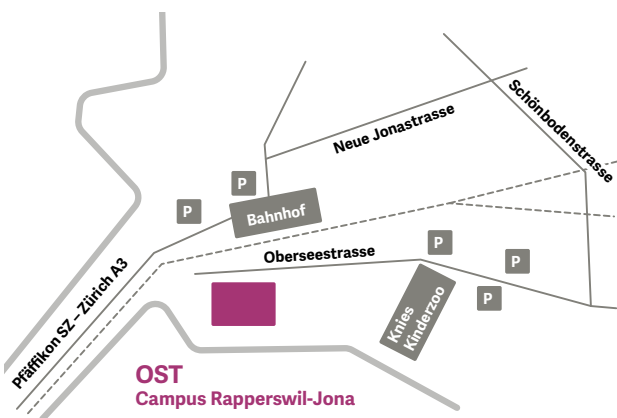 Schönbodenstrasse
Neue Jonastrasse
P
P
Bahnhof
P
Oberseestrasse
P
P
Pfäffikon SZ – Zürich A3
Knies
Kinderzoo
OST
Campus Rapperswil-Jona